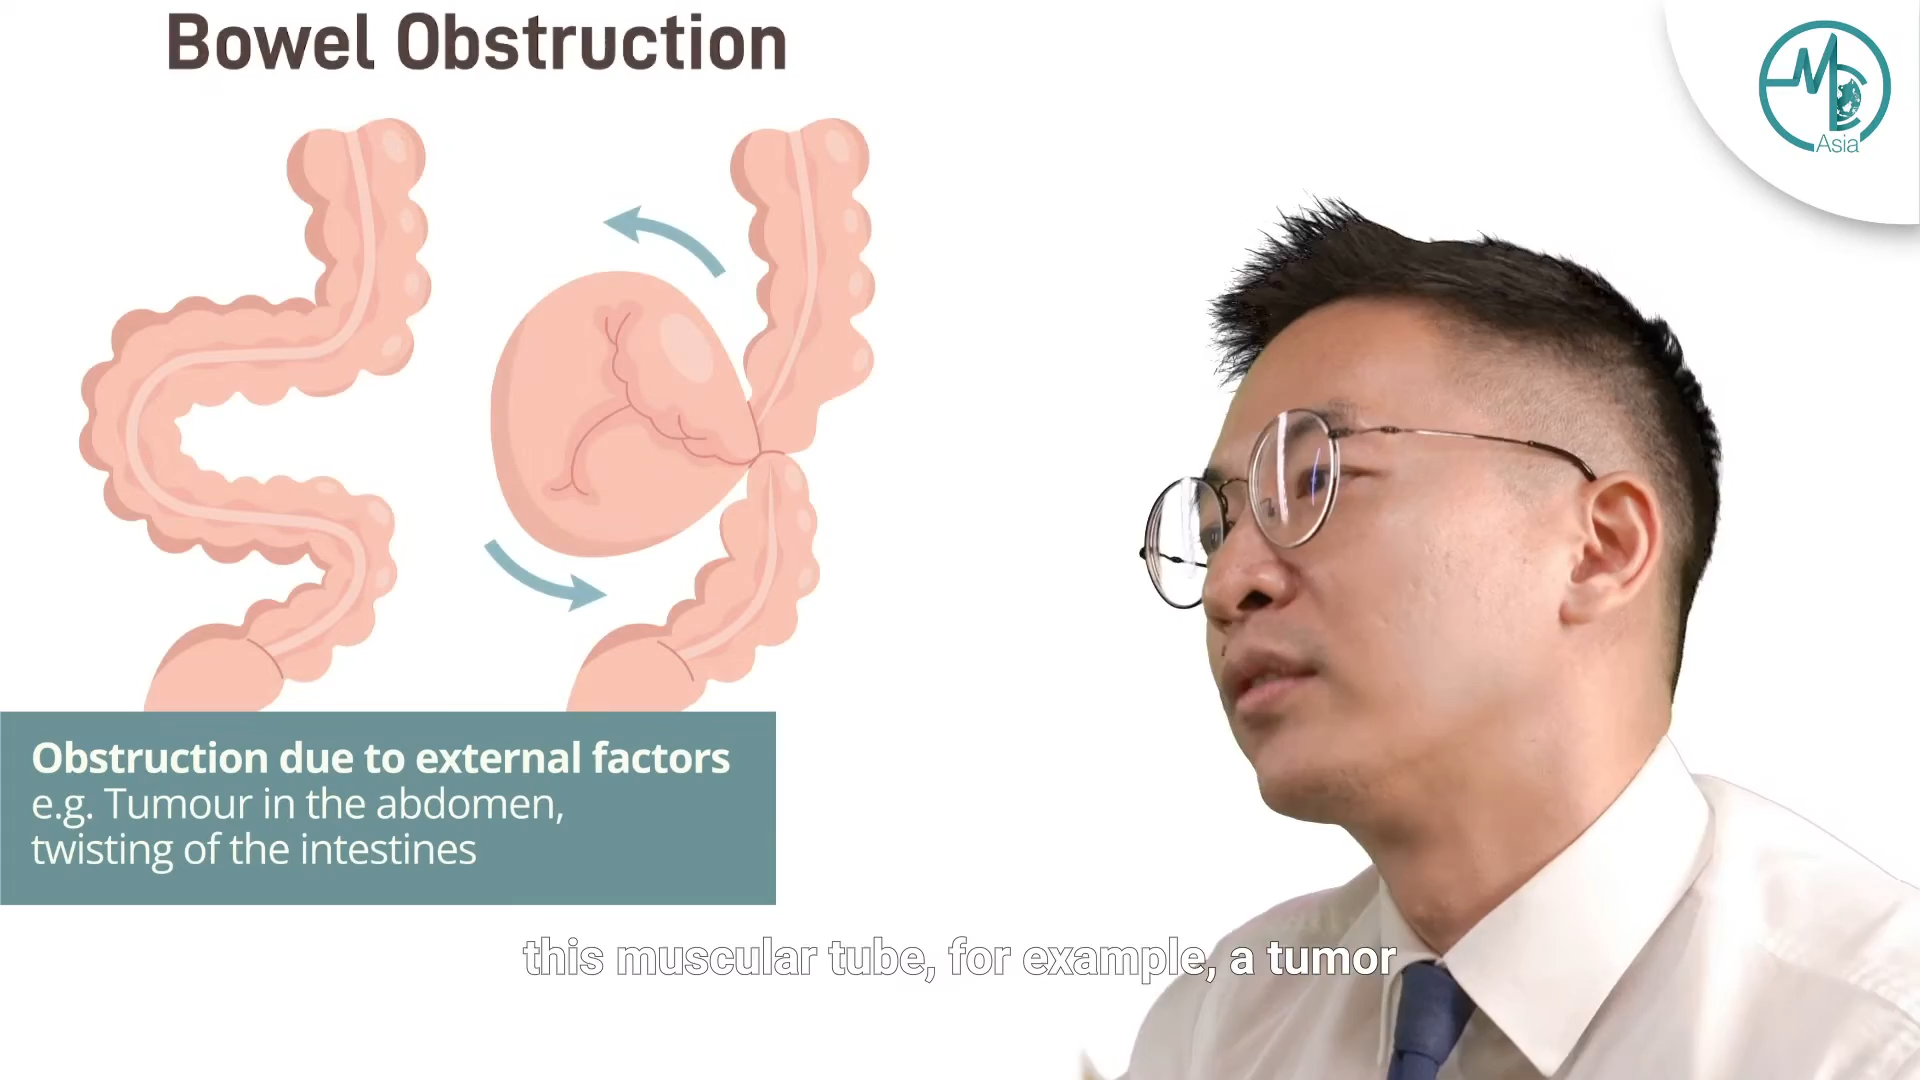 Bowel Obstruction
Asia
Obstruction due to external factors
e.g. Tumour in the abdomen,
twisting of the intestines
this muscular tube, for example, a tumor